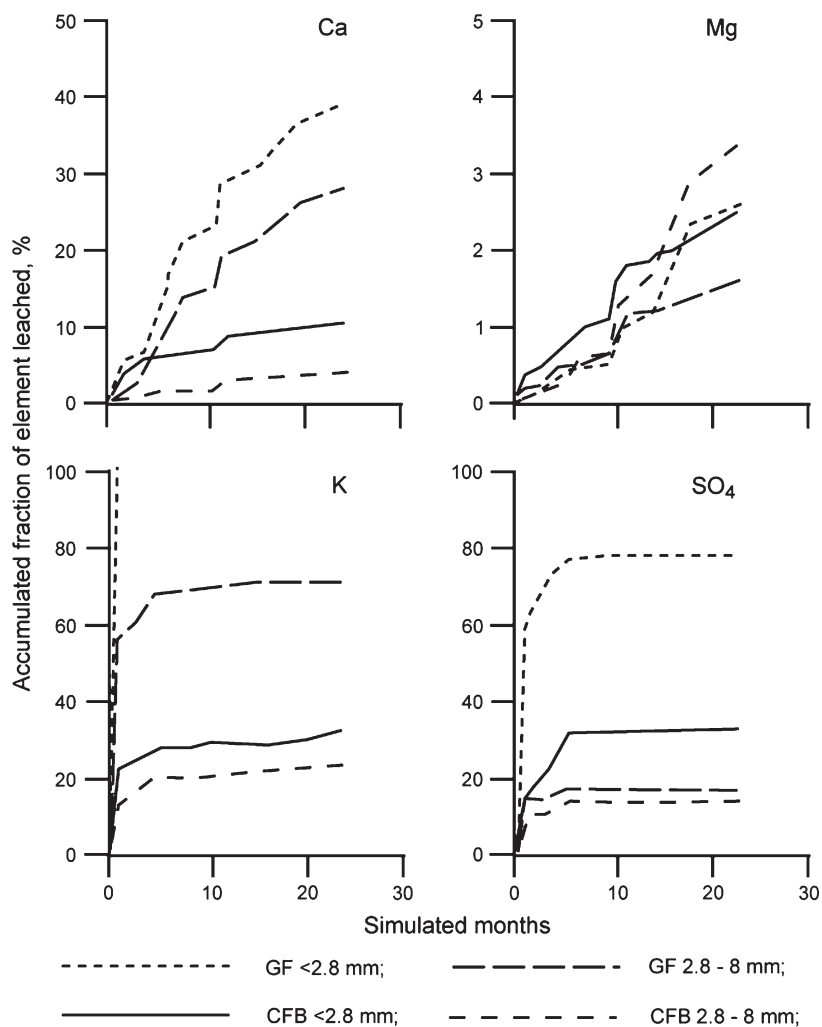 Accumulated fraction of element leached, %
Ca
50
40
30
20
10
0
Mg
5
4
3
2
1
0
K
100
80
60
40
20
0
0 10 20 30
SO4
100
80
60
40
20
0
0 10 20 30
Simulated months
GF <2.8 mm; GF 2.8 - 8 mm;
CFB <2.8 mm; CFB 2.8 - 8 mm;